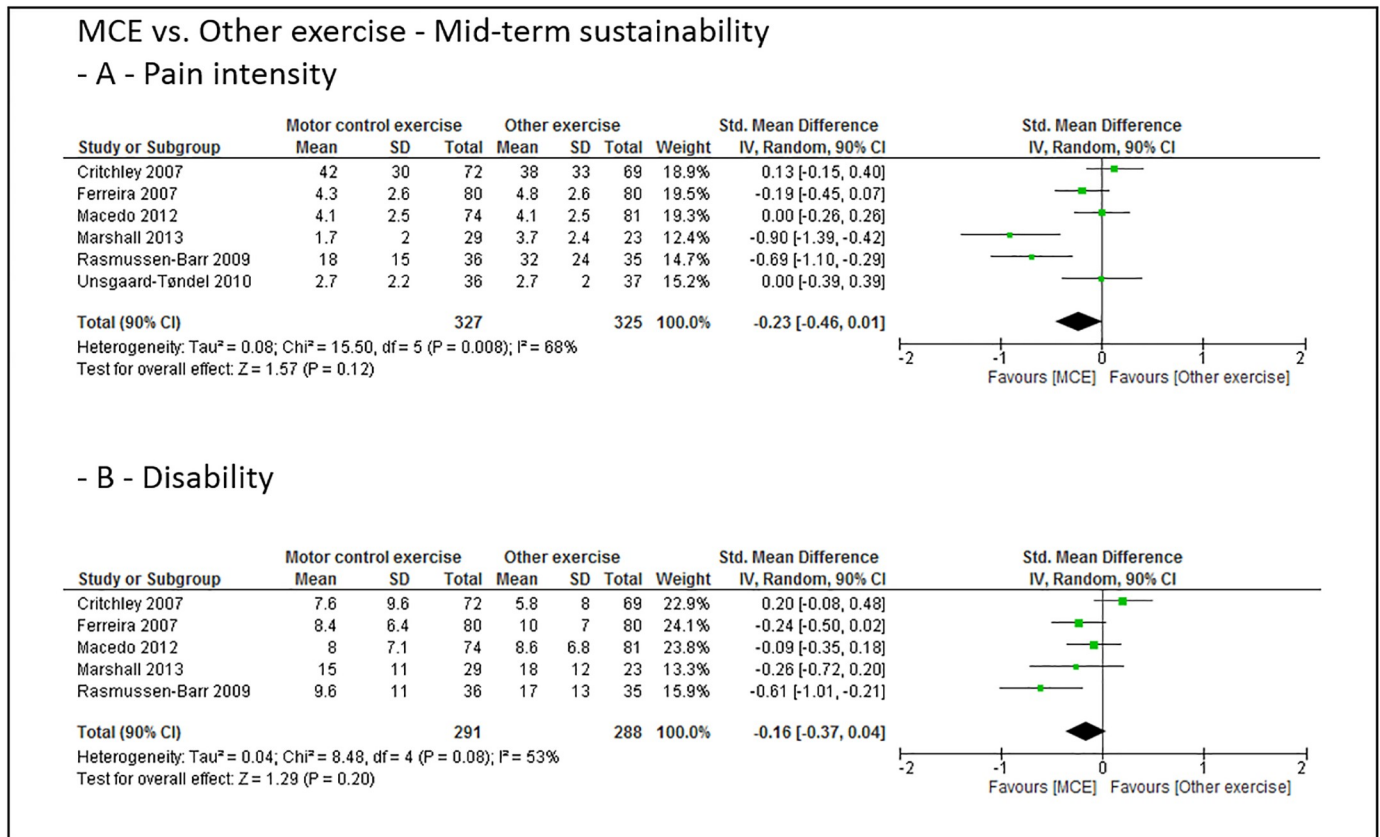 MCE vs. Other exercise - Mid-term sustainability
- A - Pain intensity
Motor control exercise Other exercise Std. Mean Difference Std. Mean Difference
Study or Subgroup Mean SD Total Mean SD Total Weight IV, Random, 90% CI IV, Random, 90% CI
Critchley 2007 42 30 72 38 33 69 18.9% 0.13 [-0.15, 0.40]
Ferreira 2007 4.3 2.6 80 4.8 2.6 80 19.5% -0.19 [-0.45, 0.07]
Macedo 2012 4.1 2.5 74 4.1 2.5 81 19.3% 0.00 [-0.26, 0.26]
Marshall 2013 1.7 2 29 3.7 2.4 23 12.4% -0.90 [-1.39, -0.42]
Rasmussen-Barr 2009 18 15 36 32 24 35 14.7% -0.69 [-1.10, -0.29]
Unsgaard-Tøndel 2010 2.7 2.2 36 2.7 2 37 15.2% 0.00 [-0.39, 0.39]
Total (90% CI) 327 325 100.0% -0.23 [-0.46, 0.01]
Heterogeneity: Tau² = 0.08; Chi² = 15.50, df = 5 (P = 0.008); I² = 68%
Test for overall effect: Z = 1.57 (P = 0.12)
-2 -1 0 1 2
Favours [MCE] Favours [Other exercise]
- B - Disability
Motor control exercise Other exercise Std. Mean Difference Std. Mean Difference
Study or Subgroup Mean SD Total Mean SD Total Weight IV, Random, 90% CI IV, Random, 90% CI
Critchley 2007 7.6 9.6 72 5.8 8 69 22.9% 0.20 [-0.08, 0.48]
Ferreira 2007 8.4 6.4 80 10 7 80 24.1% -0.24 [-0.50, 0.02]
Macedo 2012 8 7.1 74 8.6 6.8 81 23.8% -0.09 [-0.35, 0.18]
Marshall 2013 15 11 29 18 12 23 13.3% -0.26 [-0.72, 0.20]
Rasmussen-Barr 2009 9.6 11 36 17 13 35 15.9% -0.61 [-1.01, -0.21]
Total (90% CI) 291 288 100.0% -0.16 [-0.37, 0.04]
Heterogeneity: Tau² = 0.04; Chi² = 8.48, df = 4 (P = 0.08); I² = 53%
Test for overall effect: Z = 1.29 (P = 0.20)
-2 -1 0 1 2
Favours [MCE] Favours [Other exercise]